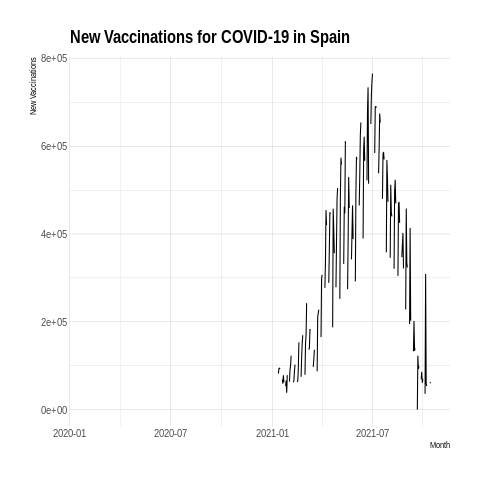 New Vaccinations for COVID-19 in Spain
New Vaccinations
8e+05
6e+05
4e+05
2e+05
0e+00
2020-01 2020-07 2021-01 2021-07
Month